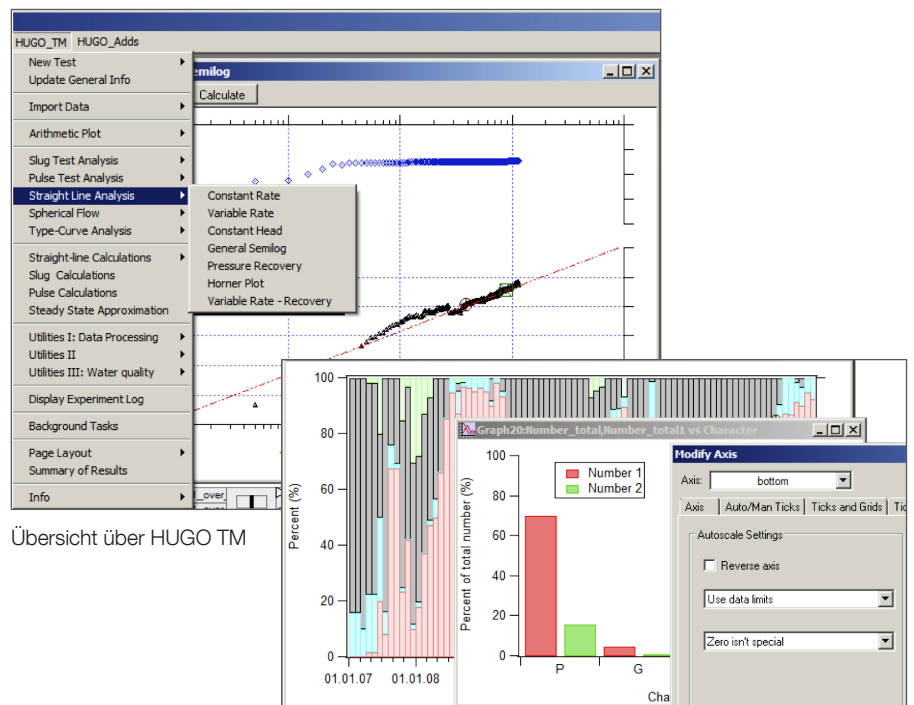 HUGO_TM HUGO_Adds
New Test
Update General Info
Import Data
Arithmetic Plot
Slug Test Analysis
Pulse Test Analysis
Straight Line Analysis
Spherical Flow
Type-Curve Analysis
Straight-line Calculations
Slug Calculations
Pulse Calculations
Steady State Approximation
Utilities I: Data Processing
Utilities II
Utilities III: Water quality
Display Experiment Log
Background Tasks
Page Layout
Summary of Results
Info
emilog
Calculate
Constant Rate
Variable Rate
Constant Head
General Semilog
Pressure Recovery
Horner Plot
Variable Rate - Recovery
Übersicht über HUGO TM
Percent (%)
100
80
60
40
20
0
01.01.07 01.01.08
Graph20:Number_total,Number_total1 vs Character
Percent of total number (%)
100
80
60
40
20
0
Number 1
Number 2
P G
Cha
Modify Axis
Axis: bottom
Axis Auto/Man Ticks Ticks and Grids
Autoscale Settings
Reverse axis
Use data limits
Zero isn't special